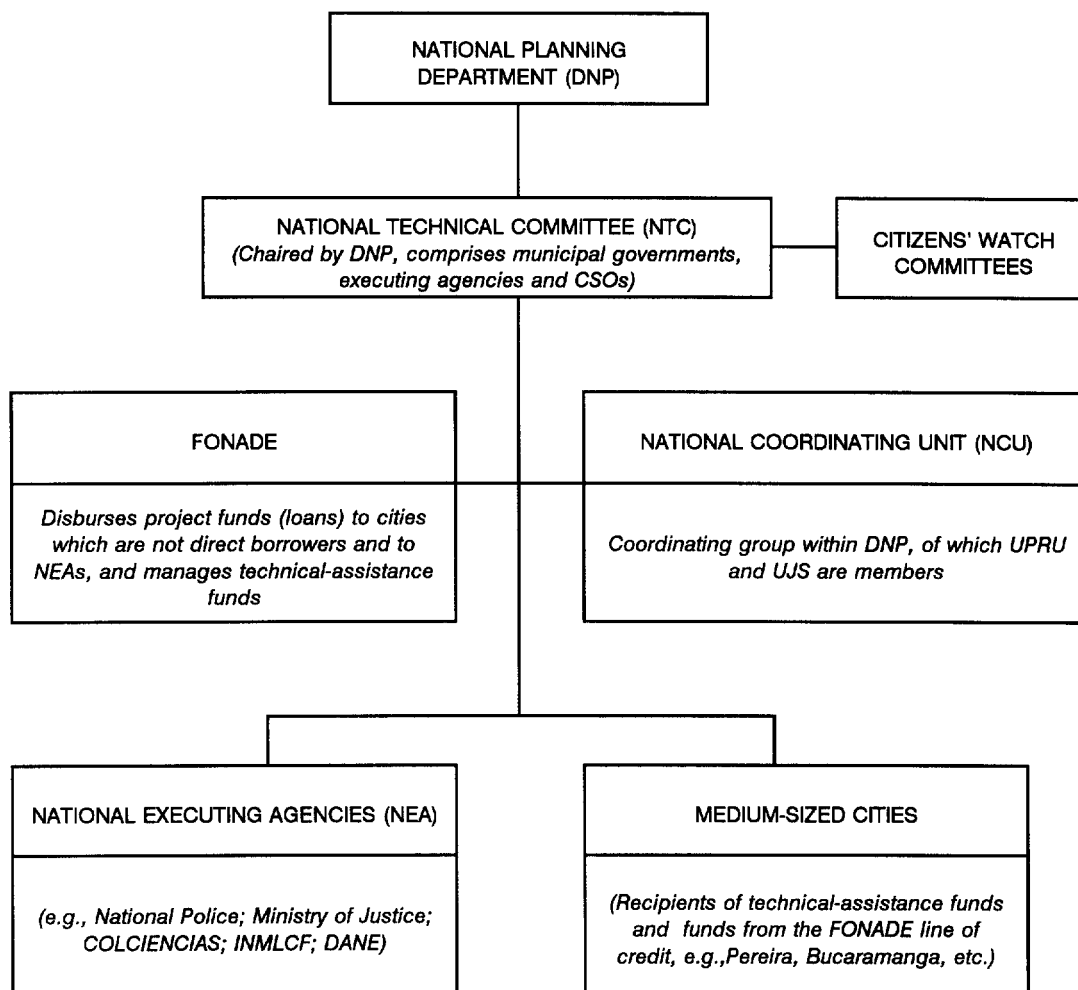 NATIONAL PLANNING
DEPARTMENT (DNP)
NATIONAL TECHNICAL COMMITTEE (NTC)
(Chaired by DNP, comprises municipal governments,
executing agencies and CSOs)
CITIZENS' WATCH
COMMITTEES
FONADE
Disburses project funds (loans) to cities
which are not direct borrowers and to
NEAs, and manages technical-assistance
funds
NATIONAL COORDINATING UNIT (NCU)
Coordinating group within DNP, of which UPRU
and UJS are members
NATIONAL EXECUTING AGENCIES (NEA)
(e.g., National Police; Ministry of Justice;
COLCIENCIAS; INMLCF; DANE)
MEDIUM-SIZED CITIES
(Recipients of technical-assistance funds
and funds from the FONADE line of
credit, e.g.,Pereira, Bucaramanga, etc.)